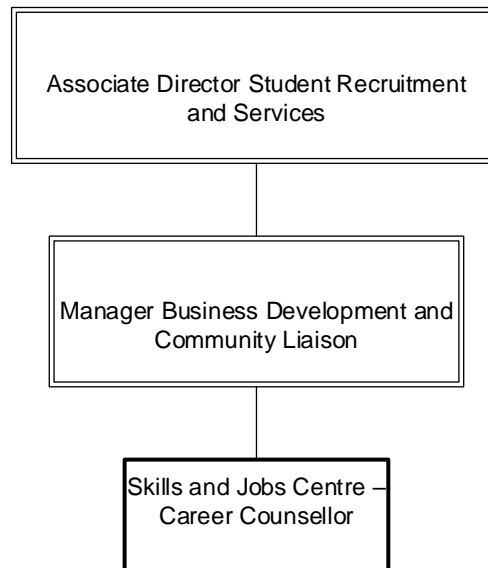 Associate Director Student Recruitment
and Services
Manager Business Development and
Community Liaison
Skills and Jobs Centre –
Career Counsellor